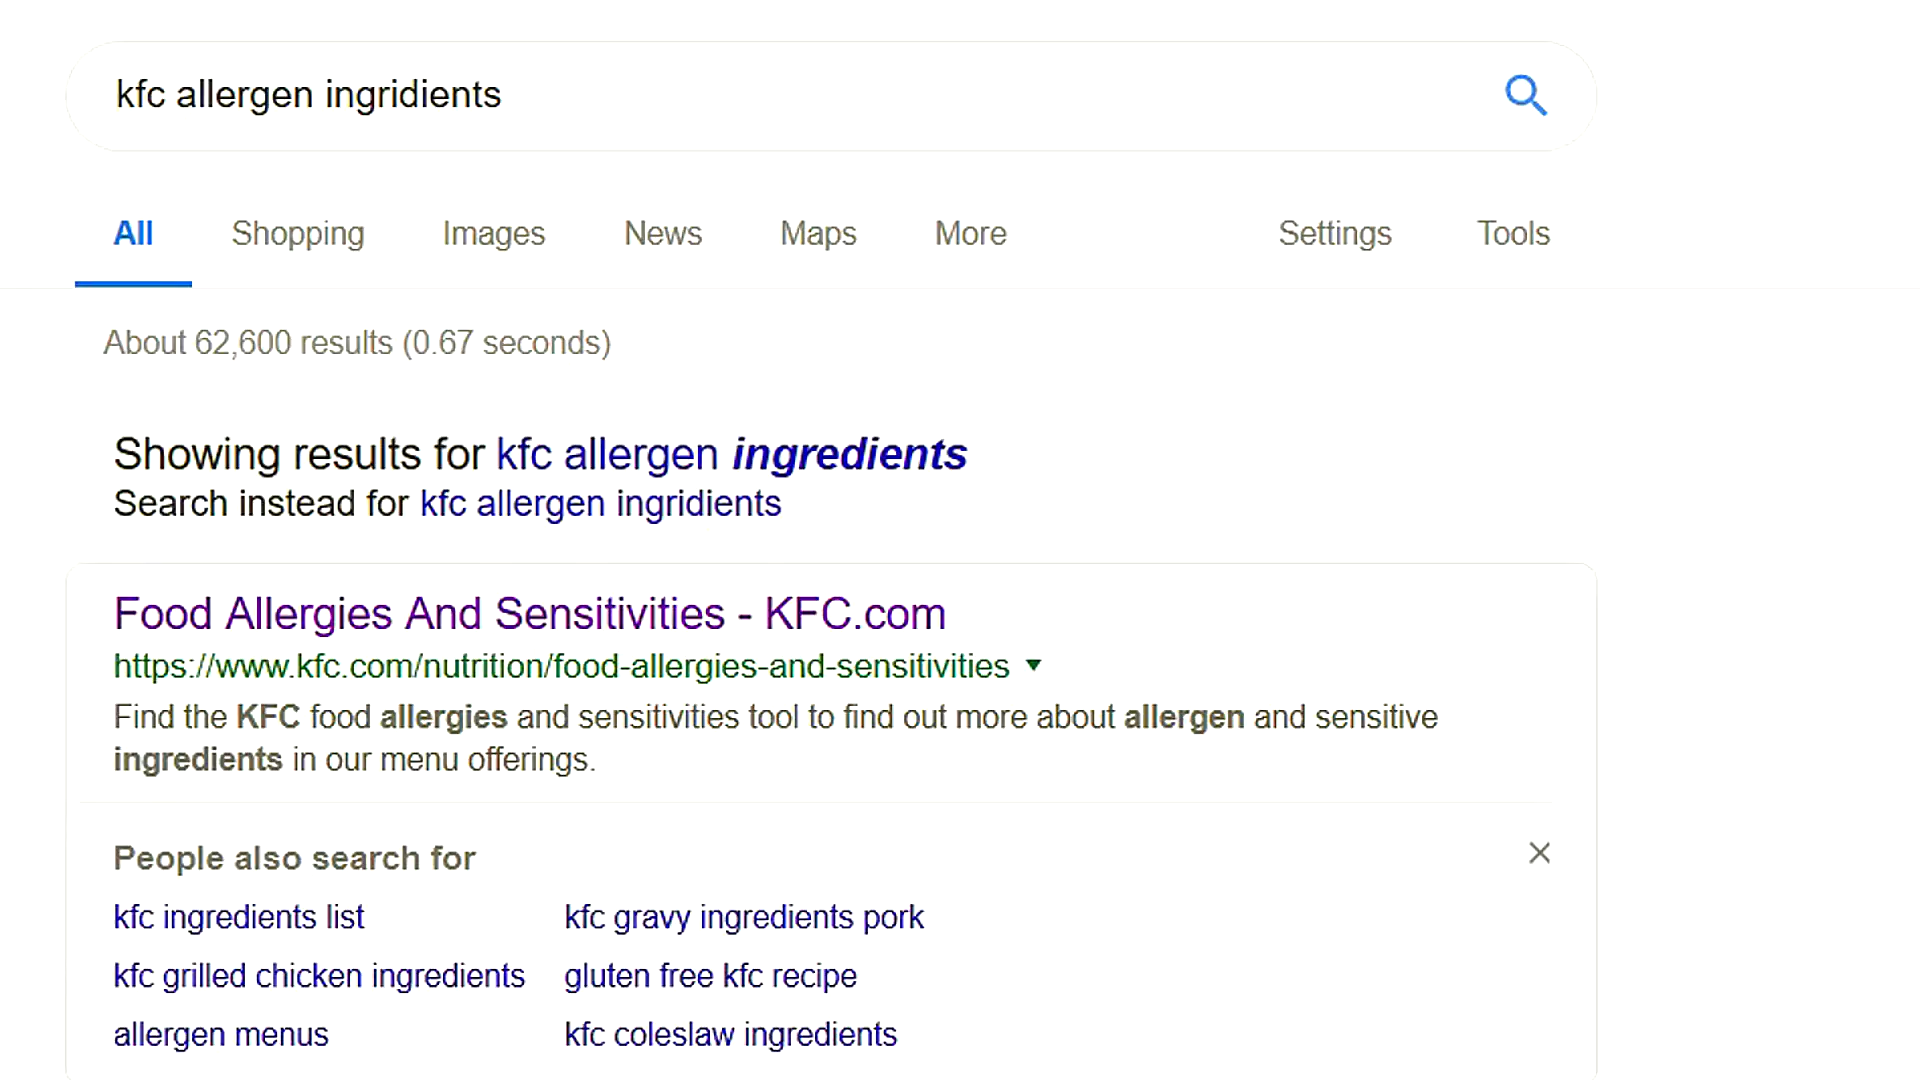 kfc allergen ingridients
All Shopping Images News Maps More Settings Tools
About 62,600 results (0.67 seconds)
Showing results for kfc allergen ingredients
Search instead for kfc allergen ingridients
Food Allergies And Sensitivities - KFC.com
https://www.kfc.com/nutrition/food-allergies-and-sensitivities
Find the KFC food allergies and sensitivities tool to find out more about allergen and sensitive
ingredients in our menu offerings.
People also search for
kfc ingredients list kfc gravy ingredients pork
kfc grilled chicken ingredients gluten free kfc recipe
allergen menus kfc coleslaw ingredients